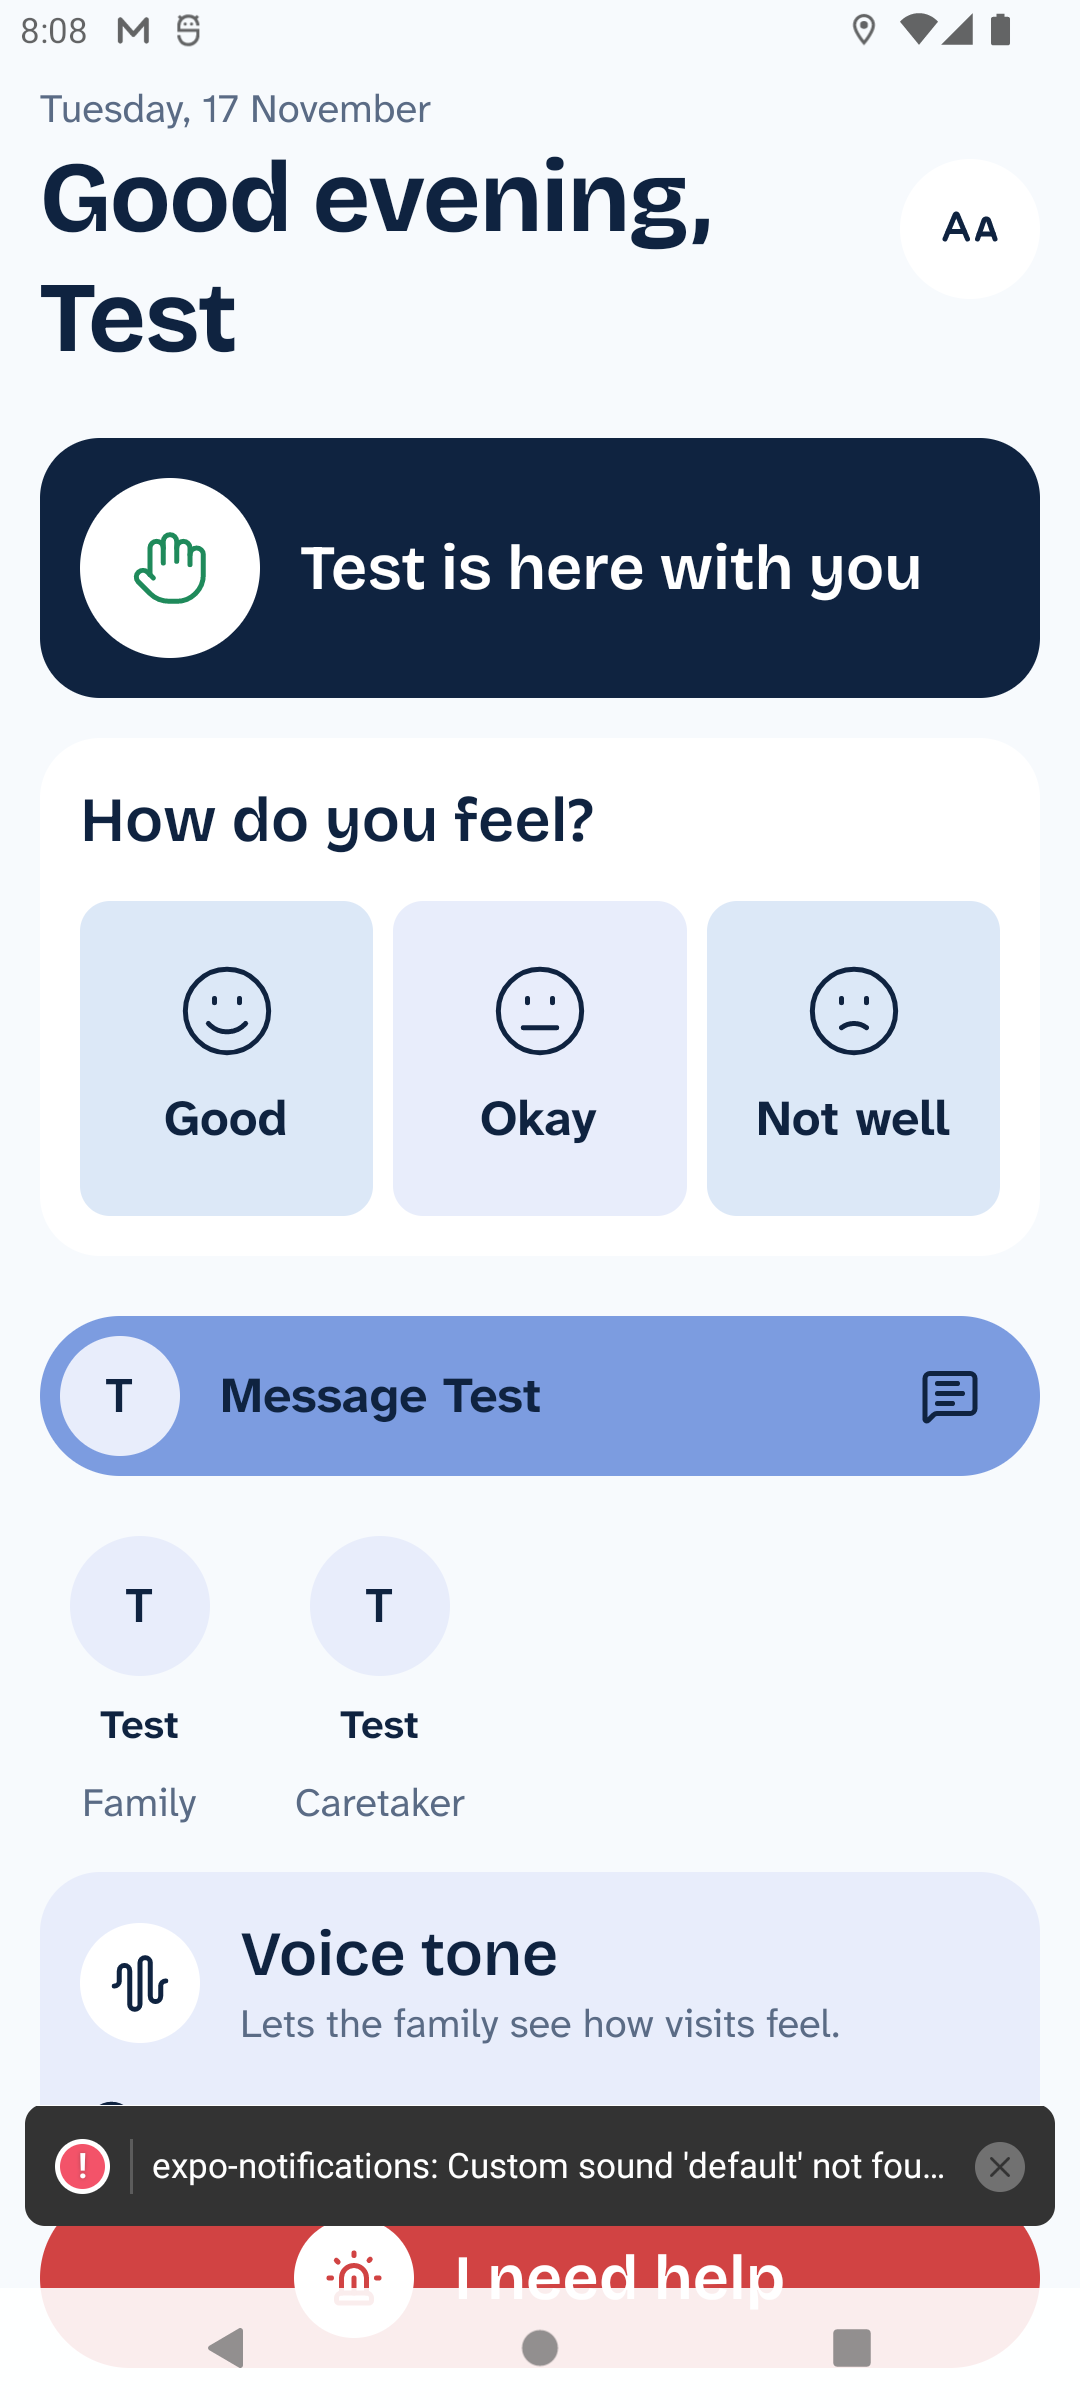 8:08
Tuesday, 17 November
Good evening,
Test
AA
Test is here with you
How do you feel?
Good
Okay
Not well
T
Message Test
T
T
Test
Test
Family
Caretaker
Voice tone
Lets the family see how visits feel.
! expo-notifications: Custom sound 'default' not fou...
I need help